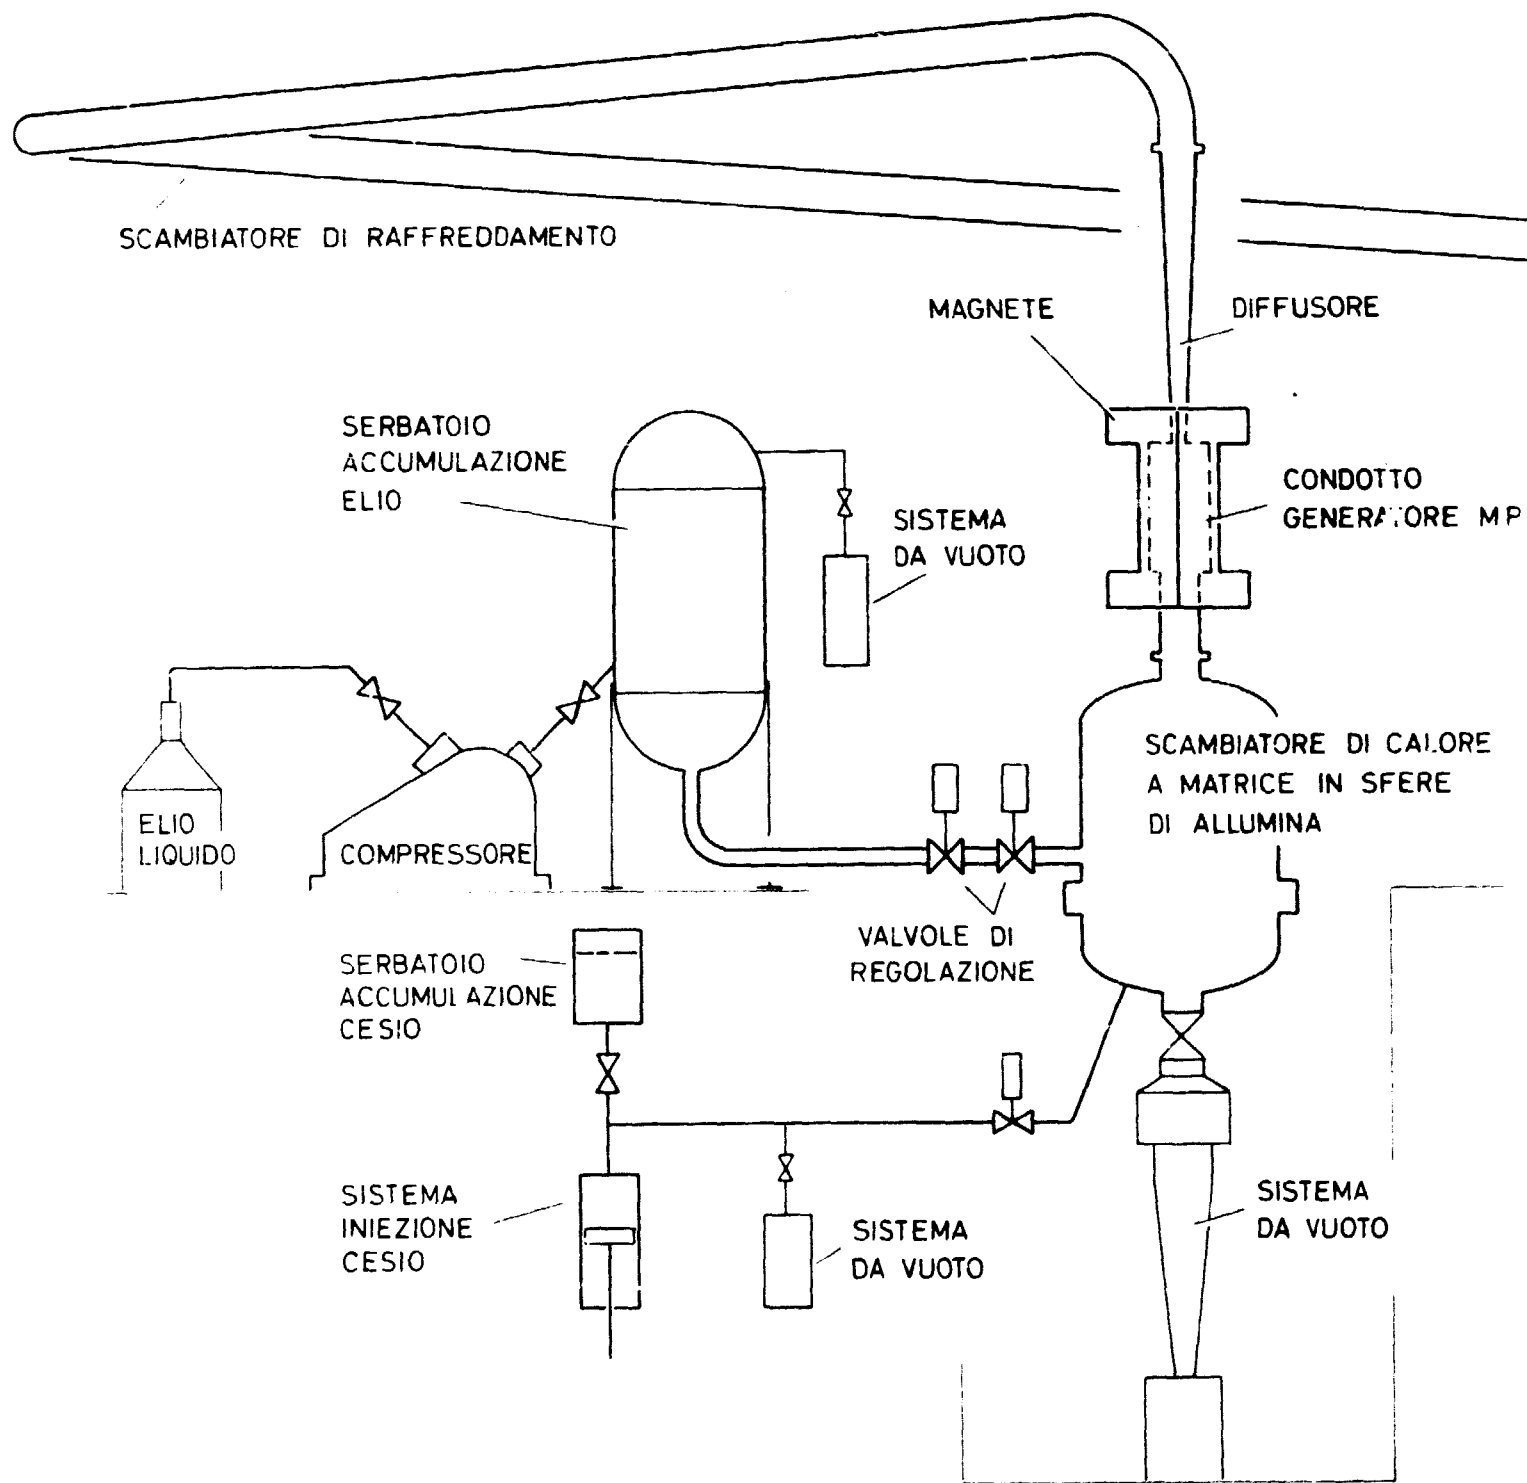 SCAMBIATORE DI RAFFREDDAMENTO
MAGNETE
DIFFUSORE
SERBATOIO
ACCUMULAZIONE
ELIO
SISTEMA
DA VUOTO
CONDOTTO
GENERATORE
SCAMBIATORE DI CALORE
A MATRICE IN SFERE
DI ALLUMINA
ELIO
LIQUIDO
COMPRESSORE
VALVOLE DI
REGOLAZIONE
SERBATOIO
ACCUMULAZIONE
CESIO
SISTEMA
INIEZIONE
CESIO
SISTEMA
DA VUOTO
SISTEMA
DA VUOTO